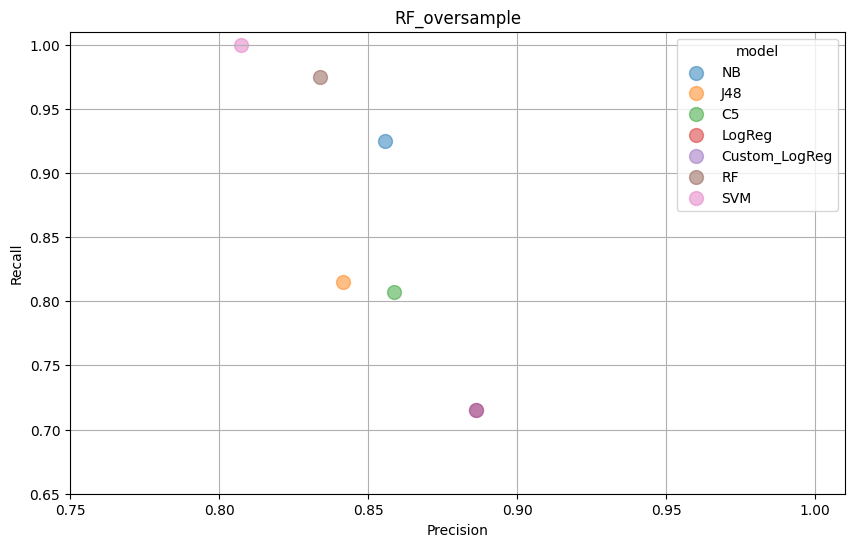 RF_oversample
model
NB
J48
C5
LogReg
Custom_LogReg
RF
SVM
Recall
1.00
0.95
0.90
0.85
0.80
0.75
0.70
0.65
0.75
0.80
0.85
0.90
0.95
1.00
Precision